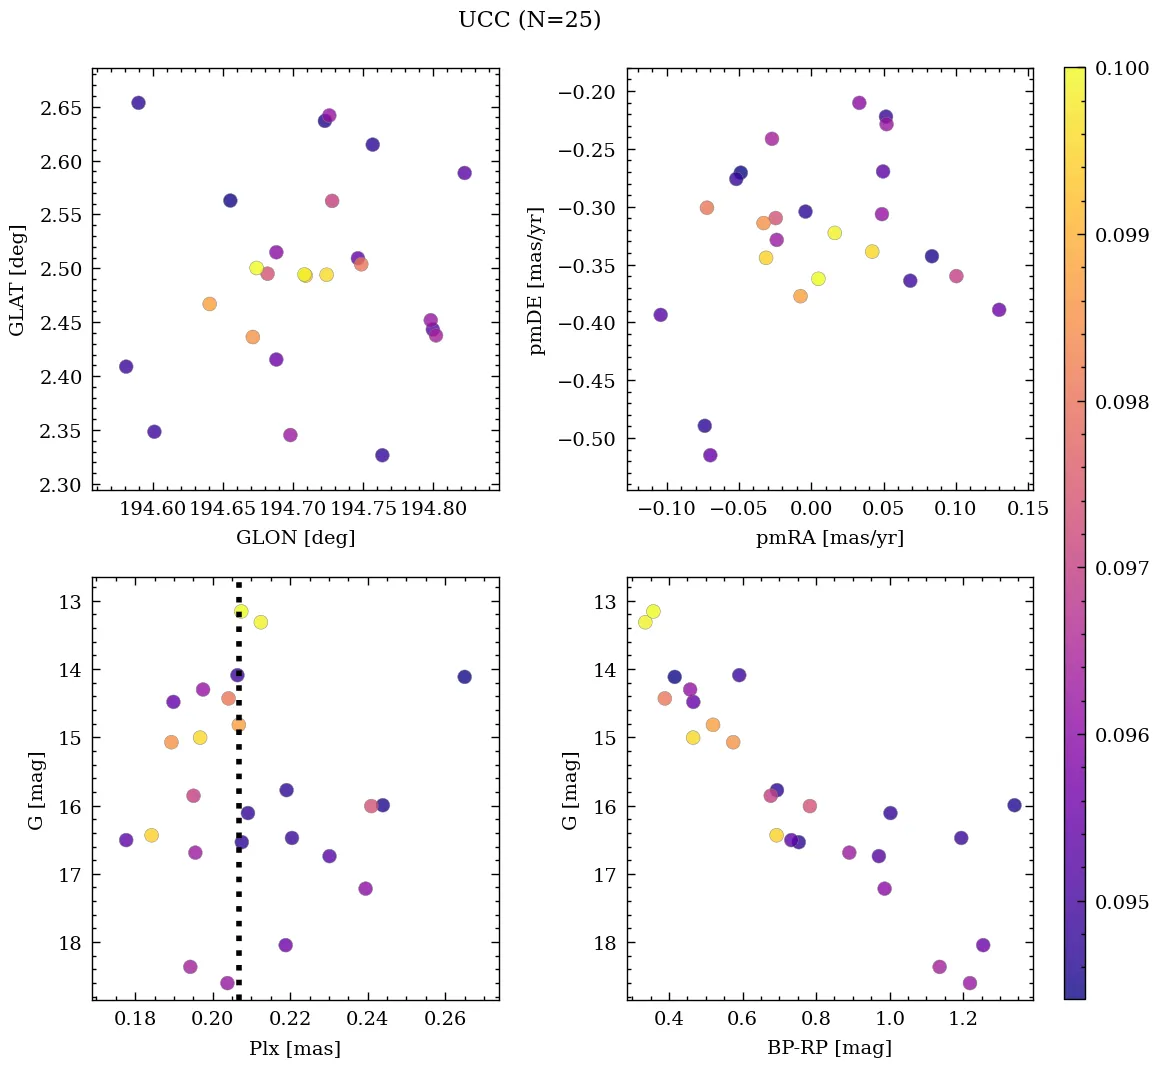 UCC (N=25)
2.65
2.60
2.55
2.50
2.45
2.40
2.35
2.30
GLAT [deg]
194.60 194.65 194.70 194.75 194.80
GLON [deg]
−0.20
−0.25
−0.30
−0.35
−0.40
−0.45
−0.50
pmDE [mas/yr]
−0.10 −0.05 0.00 0.05 0.10 0.15
pmRA [mas/yr]
0.100
0.099
0.098
0.097
0.096
0.095
13
14
15
16
17
18
G [mag]
0.18 0.20 0.22 0.24 0.26
Plx [mas]
13
14
15
16
17
18
G [mag]
0.4 0.6 0.8 1.0 1.2
BP-RP [mag]